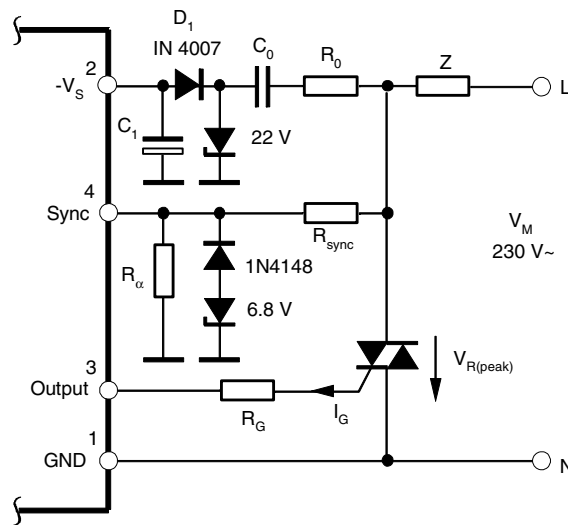 D1
IN 4007
C0
R0
Z
2
-VS
L
C1
22 V
4
Sync
Rsync
VM
230 V~
Rα
1N4148
6.8 V
3
Output
VR(peak)
RG
IG
1
GND
N